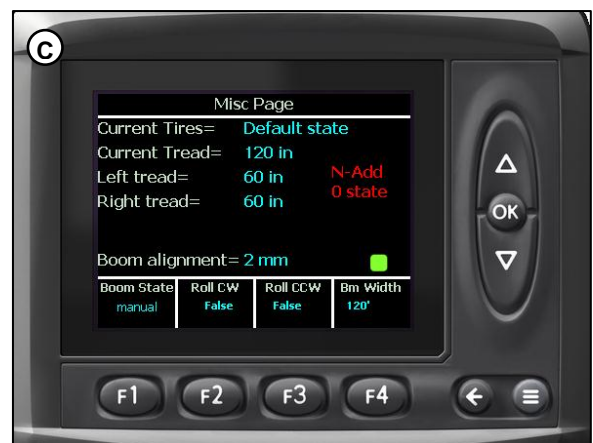 C
Misc Page
Current Tires= Default state
Current Tread= 120 in
Left tread= 60 in
N-Add
Right tread= 60 in
0 state
Boom alignment= 2 mm
Boom State Roll CW Roll CCW Bm Width
manual False False 120'
OK
F1 F2 F3 F4